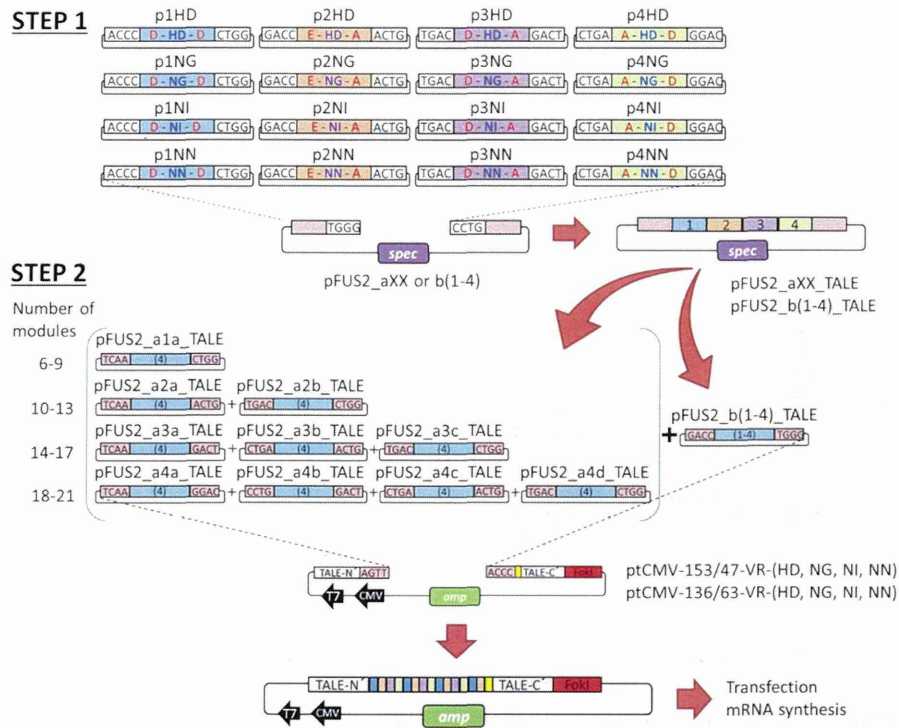 STEP 1
p1HD p2HD p3HD p4HD
ACCC D - HD - D CTGG GACC E - HD - A ACTG TGAC D - HD - A GACT CTGA A - HD - D GGAC
p1NG p2NG p3NG p4NG
ACCC D - NG - D CTGG GACC E - NG - A ACTG TGAC D - NG - A GACT CTGA A - NG - D GGAC
p1NI p2NI p3NI p4NI
ACCC D - NI - D CTGG GACC E - NI - A ACTG TGAC D - NI - A GACT CTGA A - NI - D GGAC
p1NN p2NN p3NN p4NN
ACCC D - NN - D CTGG GACC E - NN - A ACTG TGAC D - NN - A GACT CTGA A - NN - D GGAC
TGGG CCTG 1 2 3 4
spec spec
pFUS2_aXX or b(1-4)
pFUS2_aXX_TALE
pFUS2_b(1-4)_TALE
STEP 2
Number of
modules
pFUS2_a1a_TALE
6-9 TCAA (4) CTGG
pFUS2_a2a_TALE pFUS2_a2b_TALE
10-13 TCAA (4) ACTG + TGAC (4) CTGG
pFUS2_a3a_TALE pFUS2_a3b_TALE pFUS2_a3c_TALE
14-17 TCAA (4) GACT + CTGA (4) ACTG + TGAC (4) CTGG
pFUS2_a4a_TALE pFUS2_a4b_TALE pFUS2_a4c_TALE pFUS2_a4d_TALE
18-21 TCAA (4) GGAC + CCTG (4) GACT + CTGA (4) ACTG + TGAC (4) CTGG
pFUS2_b(1-4)_TALE
+ GACC (1-4) TGGG
TALE-N´ AGTT ACCC TALE-C´ FokI
T7 CMV amp
ptCMV-153/47-VR-(HD, NG, NI, NN)
ptCMV-136/63-VR-(HD, NG, NI, NN)
TALE-N´ TALE-C´ FokI
T7 CMV amp
Transfection
mRNA synthesis